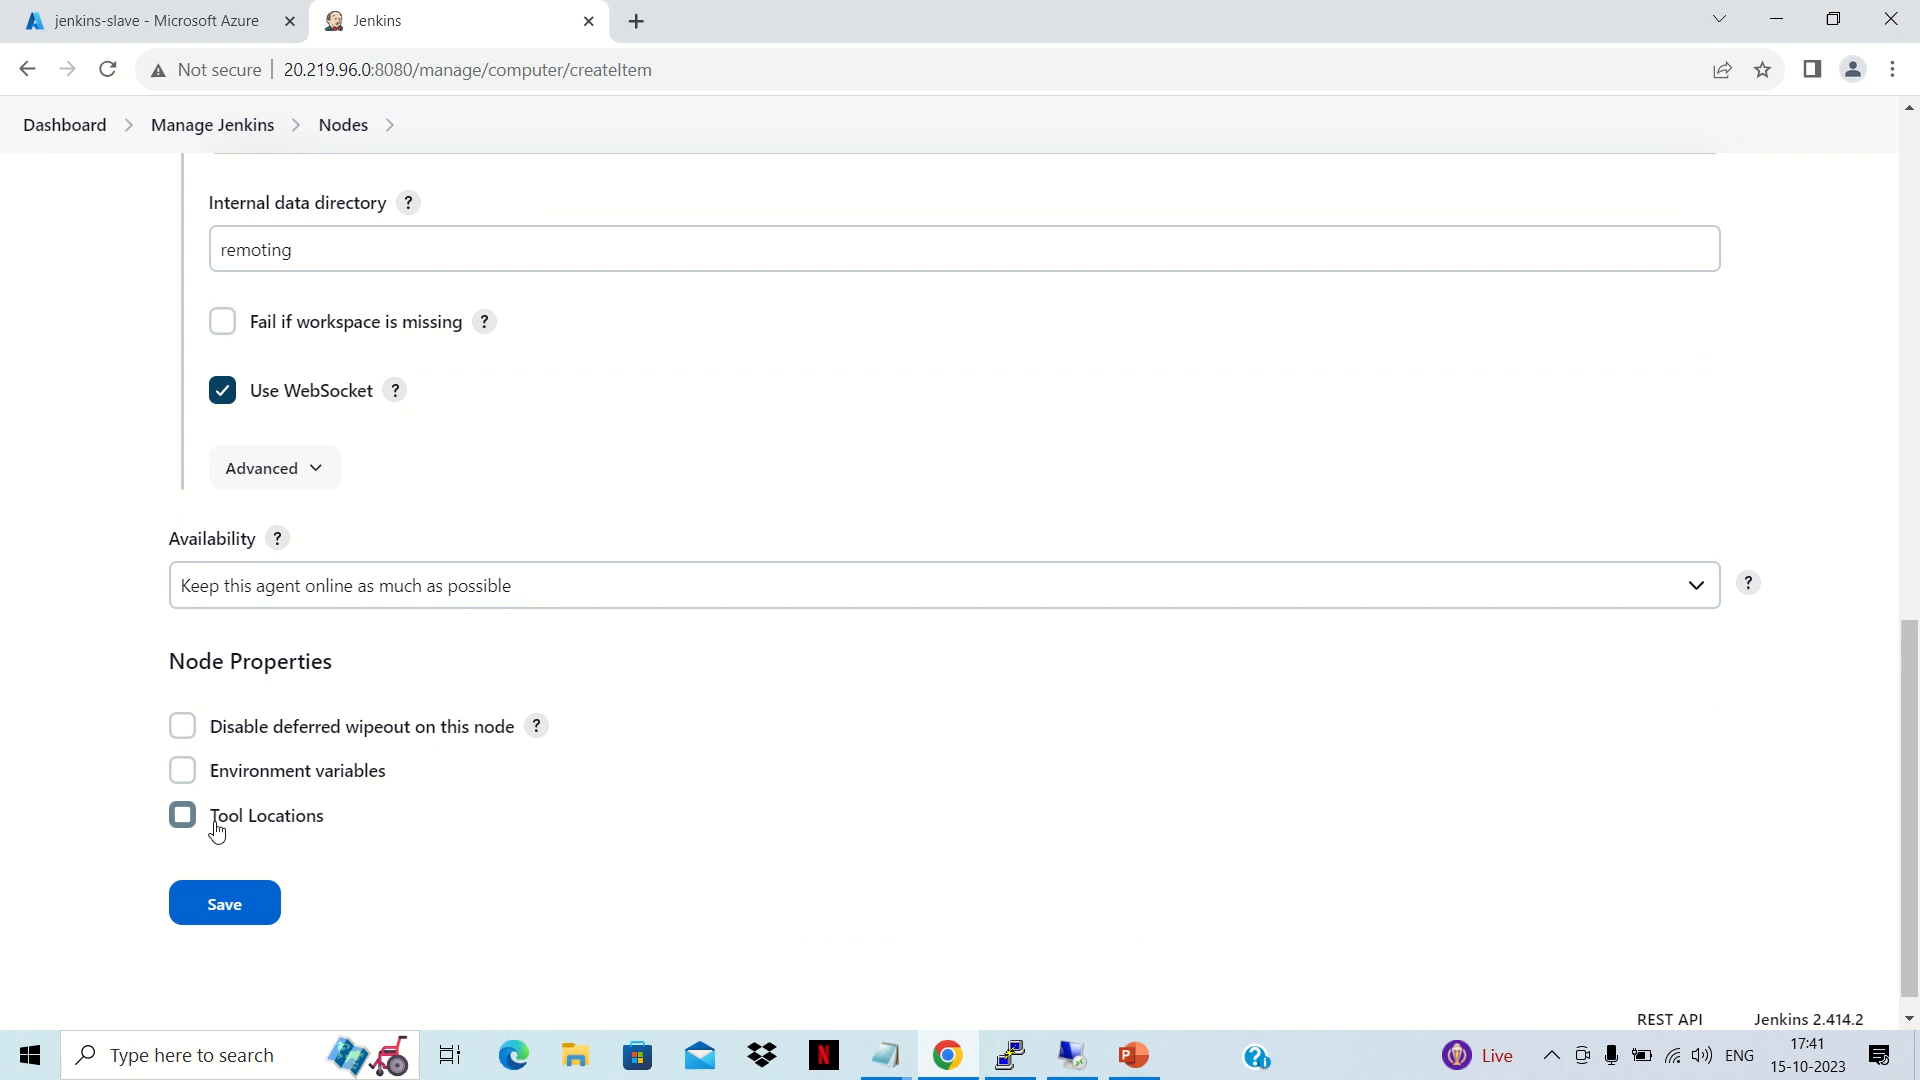 jenkins-slave - Microsoft Azure
Jenkins
Not secure
20.219.96.0:8080/manage/computer/createItem
Dashboard
Manage Jenkins
Nodes
Internal data directory ?
remoting
Fail if workspace is missing ?
Use WebSocket ?
Advanced
Availability ?
Keep this agent online as much as possible
?
Node Properties
Disable deferred wipeout on this node ?
Environment variables
Tool Locations
Save
REST API
Jenkins 2.414.2
Type here to search
N
Live
ENG
17:41
15-10-2023